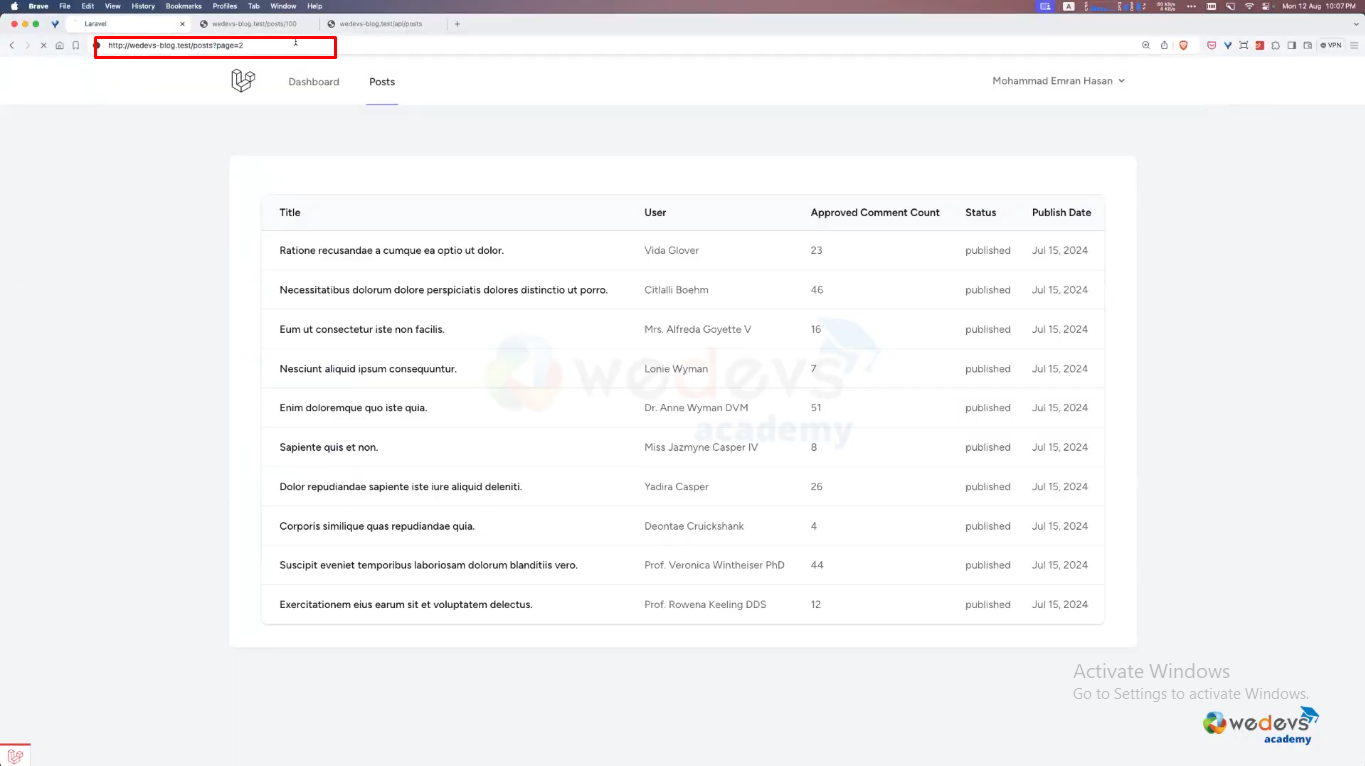 Brave File Edit View History Bookmarks Profiles Tab Window Help Mon 12 Aug 10:07 PM
Laravel wedevs-blog.test/posts/100 wedevs-blog.test/api/posts
http://wedevs-blog.test/posts?page=2 VPN
Dashboard Posts Mohammad Emran Hasan
Title User Approved Comment Count Status Publish Date
Ratione recusandae a cumque ea optio ut dolor. Vida Glover 23 published Jul 15, 2024
Necessitatibus dolorum dolore perspiciatis dolores distinctio ut porro. Citlalli Boehm 46 published Jul 15, 2024
Eum ut consectetur iste non facilis. Mrs. Alfreda Goyette V 16 published Jul 15, 2024
Nesciunt aliquid ipsum consequuntur. Lonie Wyman 7 published Jul 15, 2024
Enim doloremque quo iste quia. Dr. Anne Wyman DVM 51 published Jul 15, 2024
Sapiente quis et non. Miss Jazmyne Casper IV 8 published Jul 15, 2024
Dolor repudiandae sapiente iste iure aliquid deleniti. Yadira Casper 26 published Jul 15, 2024
Corporis similique quas repudiandae quia. Deontae Cruickshank 4 published Jul 15, 2024
Suscipit eveniet temporibus laboriosam dolorum blanditiis vero. Prof. Veronica Wintheiser PhD 44 published Jul 15, 2024
Exercitationem eius earum sit et voluptatem delectus. Prof. Rowena Keeling DDS 12 published Jul 15, 2024
wedevs
academy
Activate Windows
Go to Settings to activate Windows.
wedevs
academy